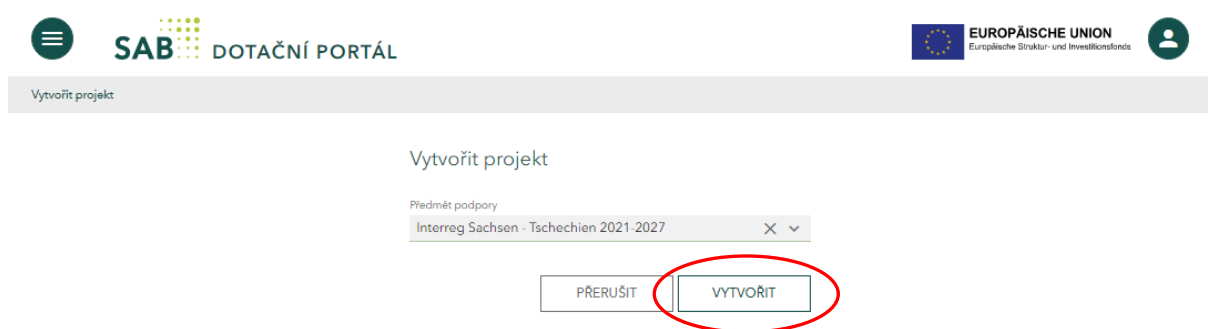 SAB DOTAČNÍ PORTÁL
EUROPÄISCHE UNION
Europäische Struktur- und Investitionsfonds
Vytvořit projekt
Vytvořit projekt
Předmět podpory
Interreg Sachsen - Tschechien 2021-2027
PŘERUŠIT VYTVOŘIT